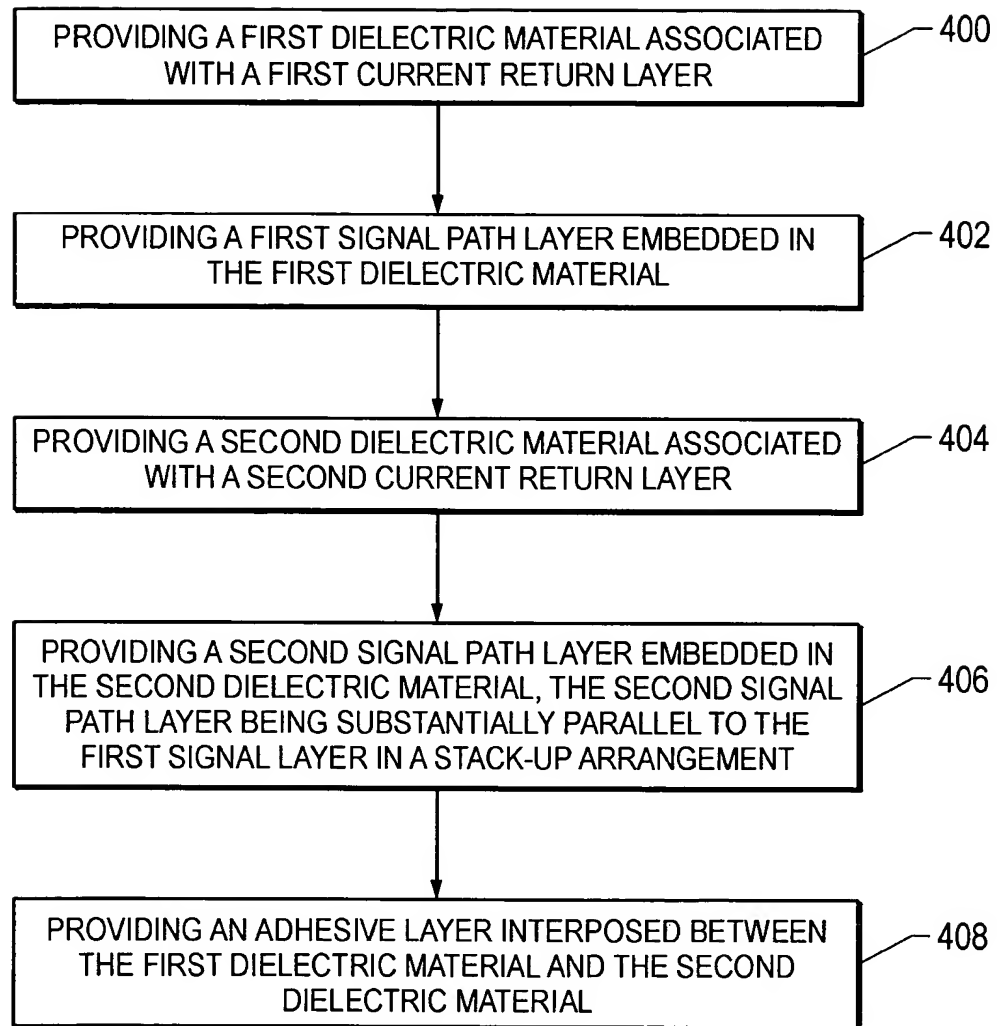 PROVIDING A FIRST DIELECTRIC MATERIAL ASSOCIATED
WITH A FIRST CURRENT RETURN LAYER
400
PROVIDING A FIRST SIGNAL PATH LAYER EMBEDDED IN
THE FIRST DIELECTRIC MATERIAL
402
PROVIDING A SECOND DIELECTRIC MATERIAL ASSOCIATED
WITH A SECOND CURRENT RETURN LAYER
404
PROVIDING A SECOND SIGNAL PATH LAYER EMBEDDED IN
THE SECOND DIELECTRIC MATERIAL, THE SECOND SIGNAL
PATH LAYER BEING SUBSTANTIALLY PARALLEL TO THE
FIRST SIGNAL LAYER IN A STACK-UP ARRANGEMENT
406
PROVIDING AN ADHESIVE LAYER INTERPOSED BETWEEN
THE FIRST DIELECTRIC MATERIAL AND THE SECOND
DIELECTRIC MATERIAL
408